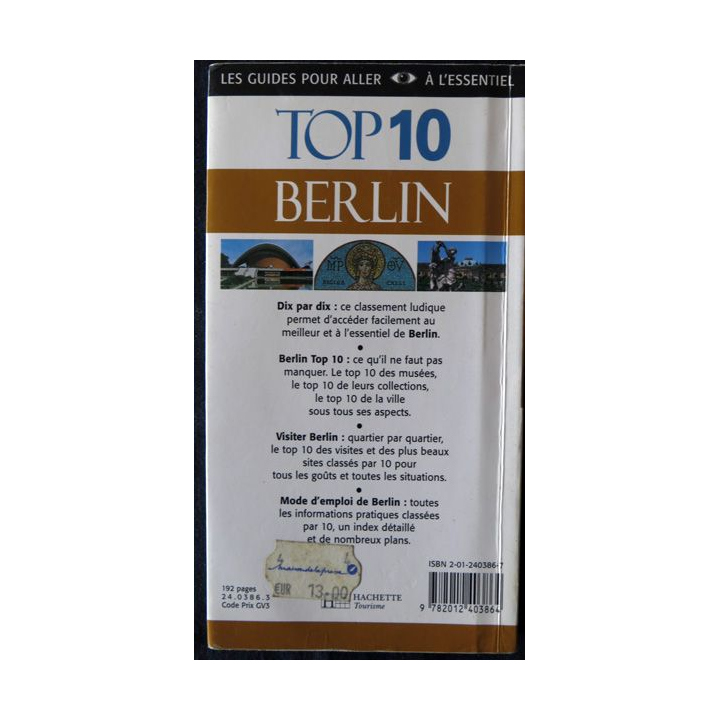 LES GUIDES POUR ALLER À L'ESSENTIEL
TOP 10
BERLIN
Dix par dix : ce classement ludique
permet d'accéder facilement au
meilleur et à l'essentiel de Berlin.
•
Berlin Top 10 : ce qu'il ne faut pas
manquer. Le top 10 des musées,
le top 10 de leurs collections,
le top 10 de la ville
sous tous ses aspects.
•
Visiter Berlin : quartier par quartier,
le top 10 des visites et des plus beaux
sites classés par 10 pour
tous les goûts et toutes les situations.
•
Mode d'emploi de Berlin : toutes
les informations pratiques classées
par 10, un index détaillé
et de nombreux plans.
ISBN 2-01-240386-7
EUR 13.00
192 pages
24.0386.3
Code Prix GV3
HACHETTE
Tourisme
9 782012 403864